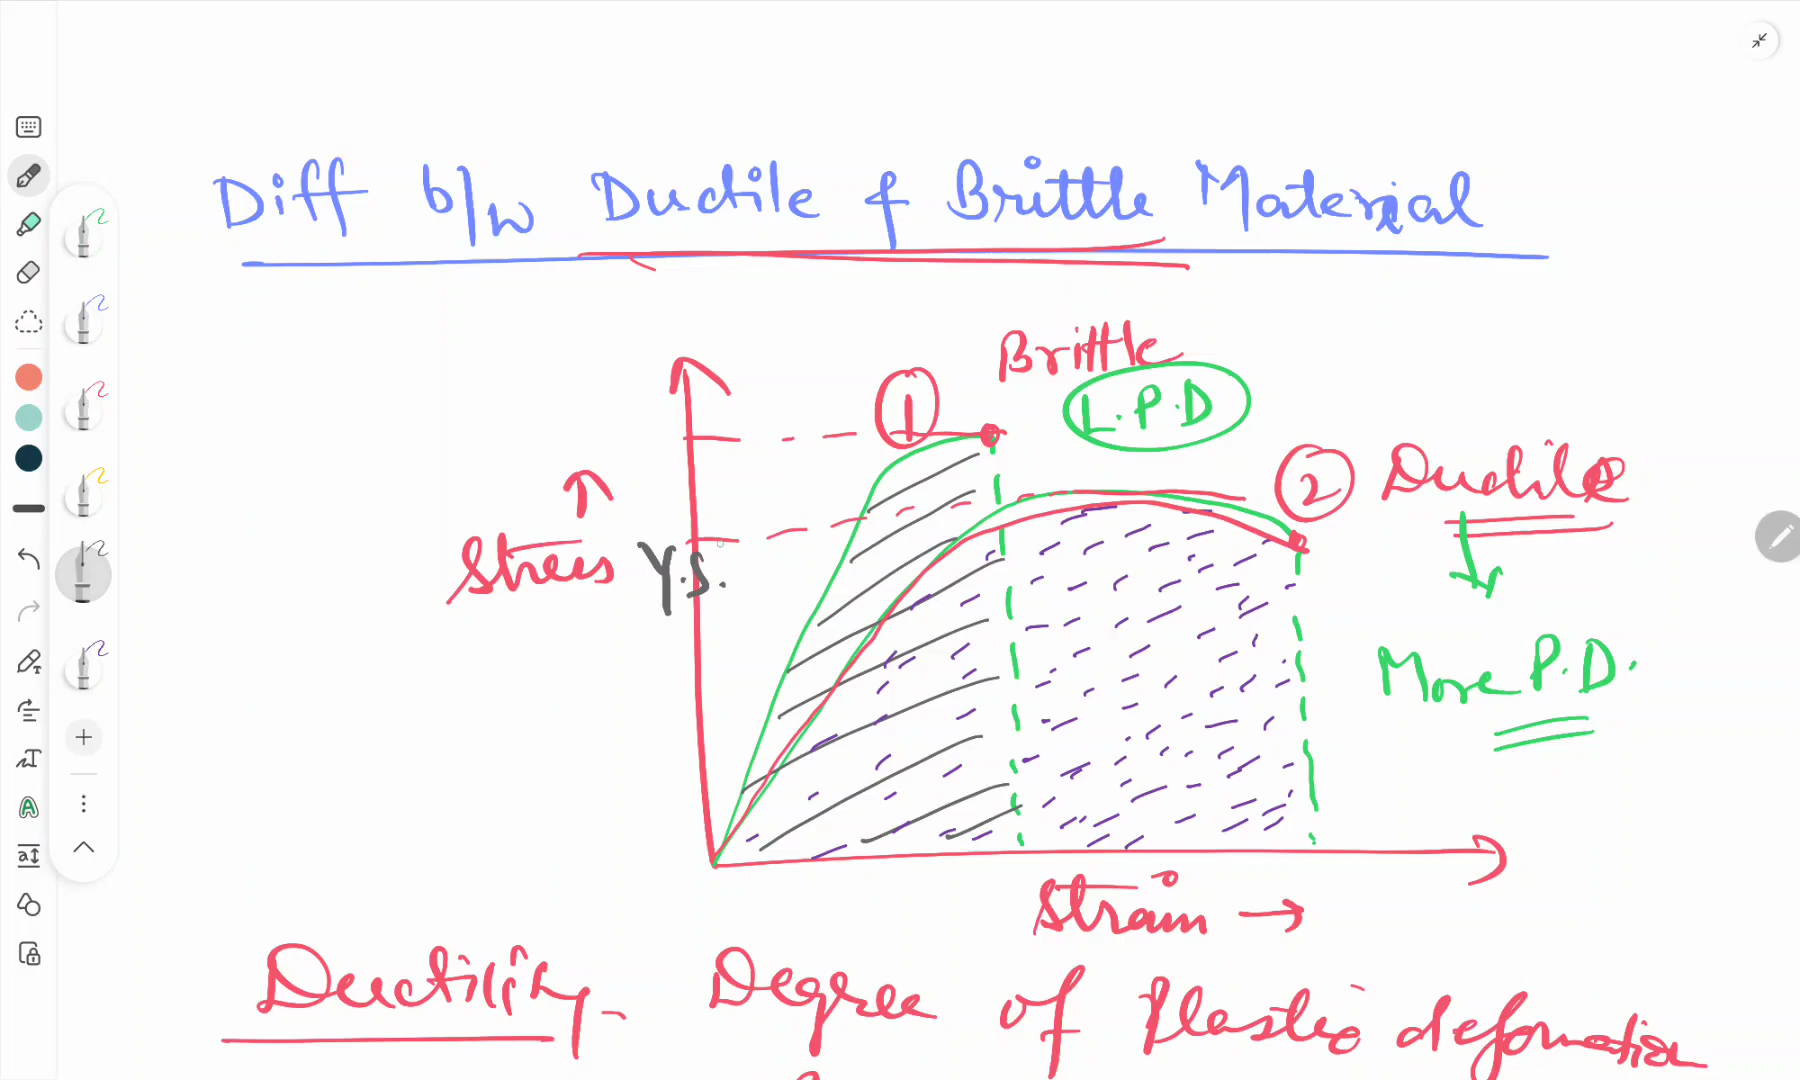 Diff b/w Ductile & Brittle Material
Brittle
1
L.P.D
2
Ductile
Stress
Y.S.
More P.D.
Strain →
Ductility - Degree of Plastic deformation